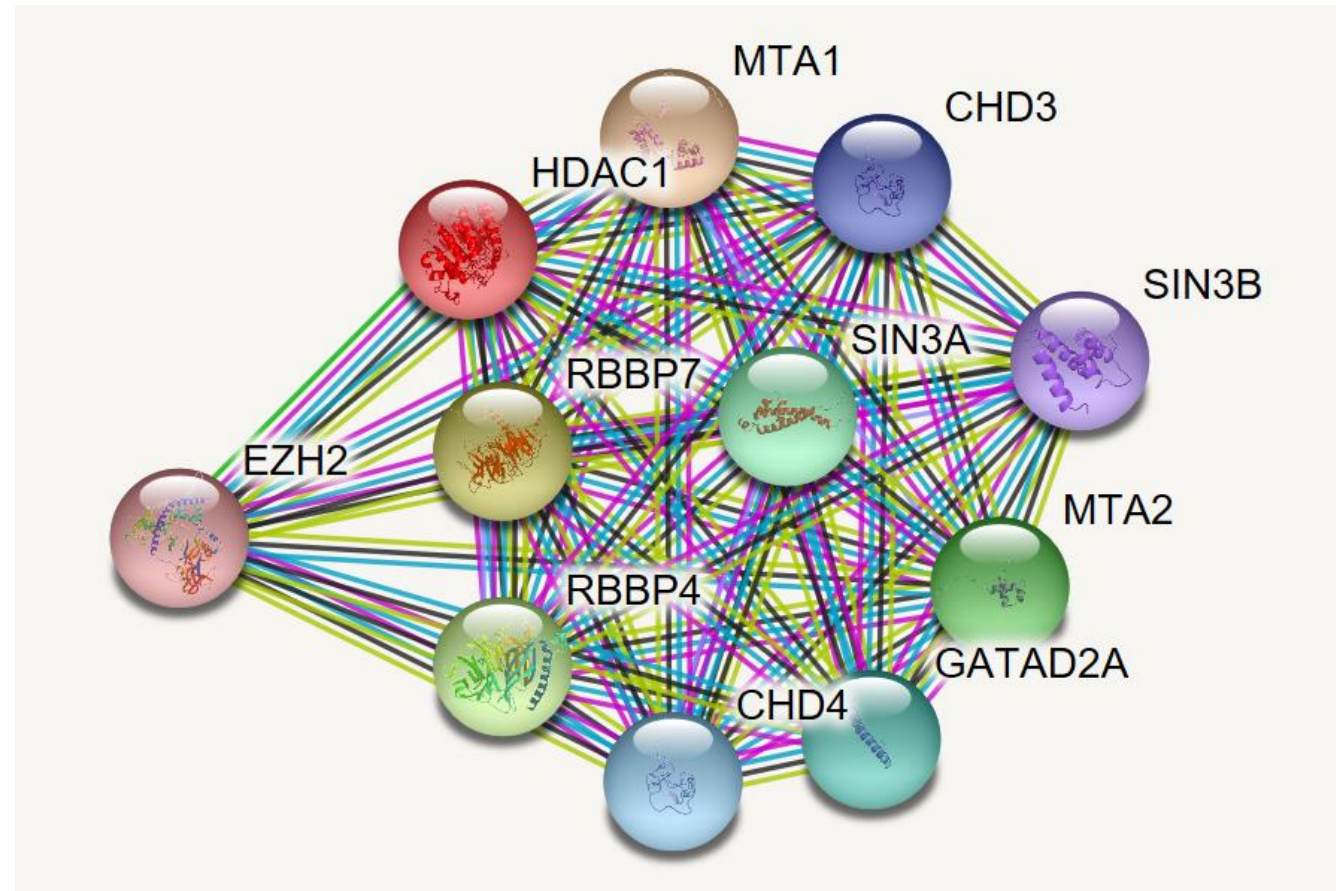 MTA1
CHD3
HDAC1
SIN3B
SIN3A
RBBP7
EZH2
MTA2
RBBP4
GATAD2A
CHD4